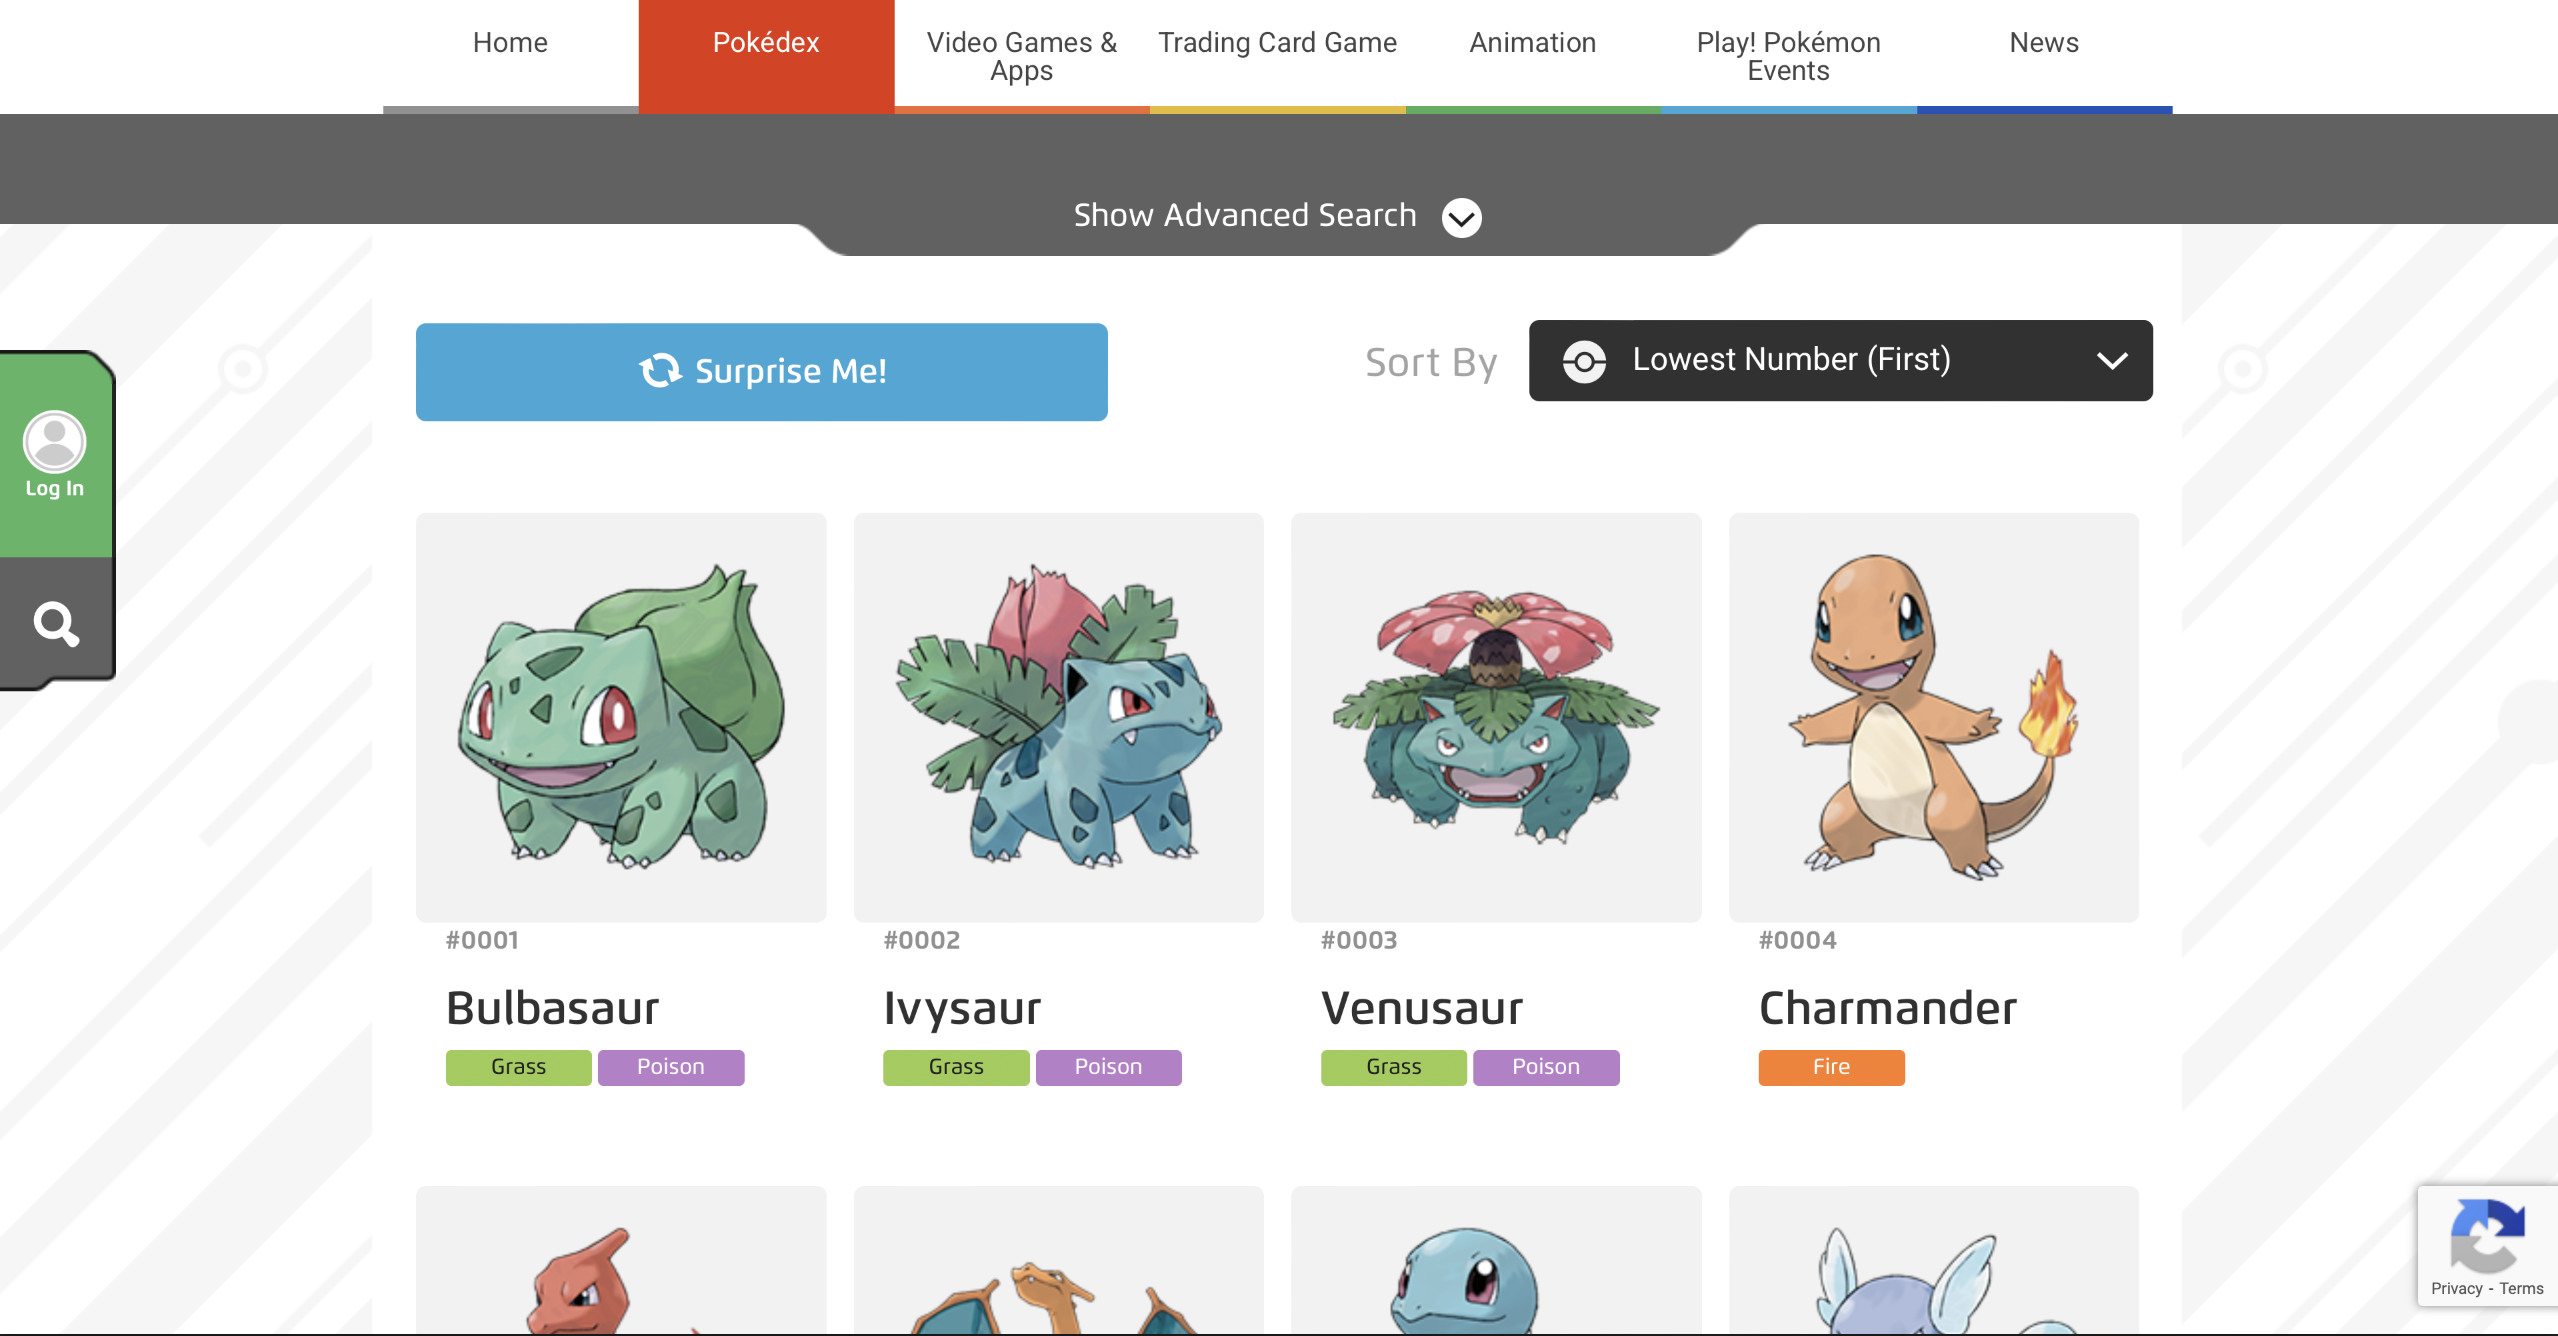 Home
Pokédex
Video Games &
Apps
Trading Card Game
Animation
Play! Pokémon
Events
News
Show Advanced Search
Surprise Me!
Sort By
Lowest Number (First)
Log In
#0001
Bulbasaur
Grass Poison
#0002
Ivysaur
Grass Poison
#0003
Venusaur
Grass Poison
#0004
Charmander
Fire
Privacy - Terms